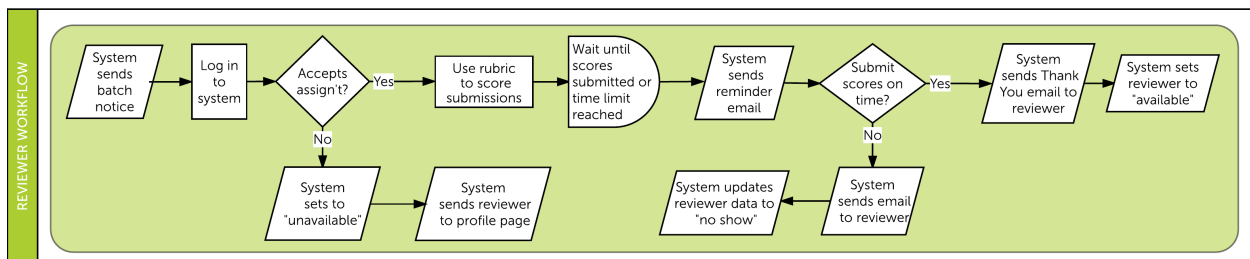 REVIEWER WORKFLOW
System
sends
batch
notice
Log in
to
system
Accepts
assign't?
Yes
Use rubric
to score
submissions
Wait until
scores
submitted or
time limit
reached
System
sends
reminder
email
Submit
scores on
time?
Yes
System
sends Thank
You email to
reviewer
System sets
reviewer to
"available"
No
No
System
sets to
"unavailable"
System
sends reviewer
to profile page
System updates
reviewer data to
"no show"
System
sends email
to reviewer